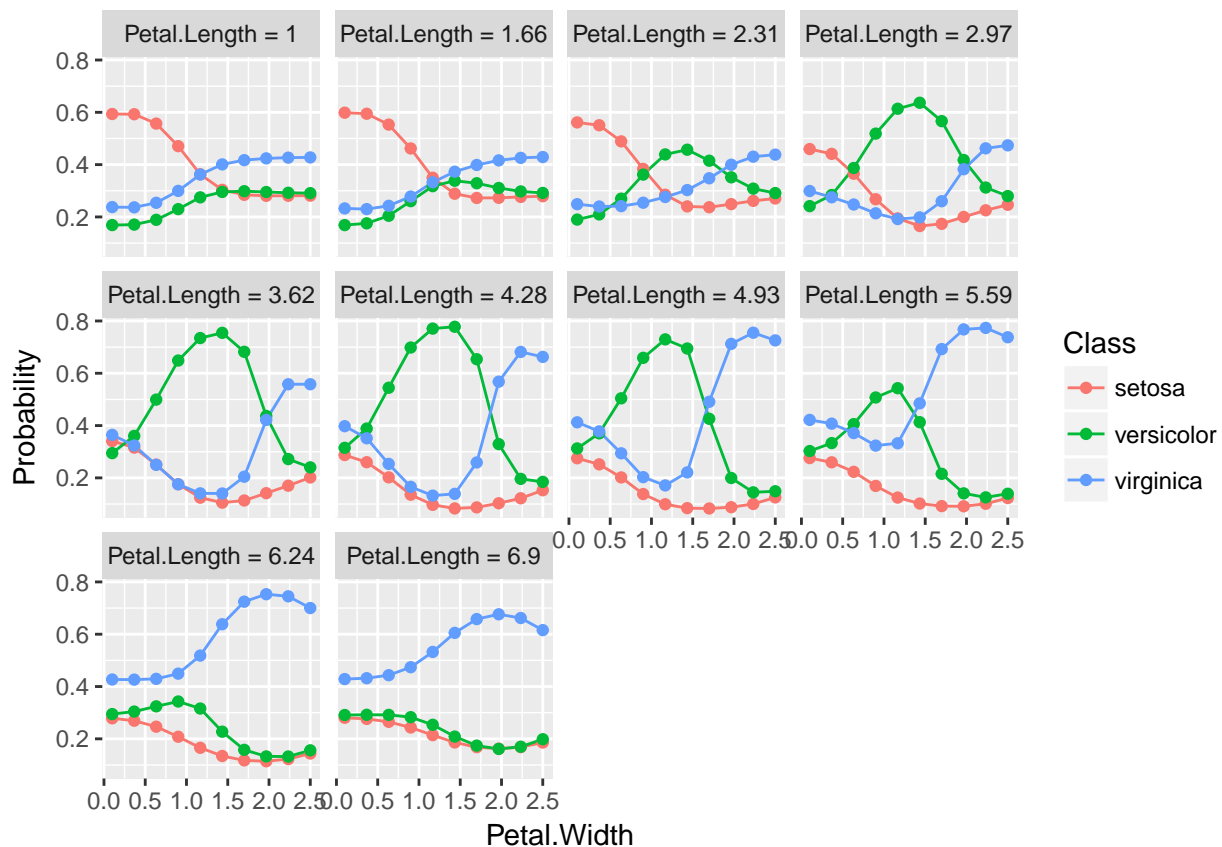 Petal.Length = 1
Petal.Length = 1.66
Petal.Length = 2.31
Petal.Length = 2.97
0.8
0.6
0.4
0.2
Petal.Length = 3.62
Petal.Length = 4.28
Petal.Length = 4.93
Petal.Length = 5.59
0.8
0.6
0.4
0.2
0.0 0.5 1.0 1.5 2.0 2.5
0.0 0.5 1.0 1.5 2.0 2.5
Petal.Length = 6.24
Petal.Length = 6.9
0.8
0.6
0.4
0.2
0.0 0.5 1.0 1.5 2.0 2.5
0.0 0.5 1.0 1.5 2.0 2.5
Petal.Width
Probability
Class
setosa
versicolor
virginica